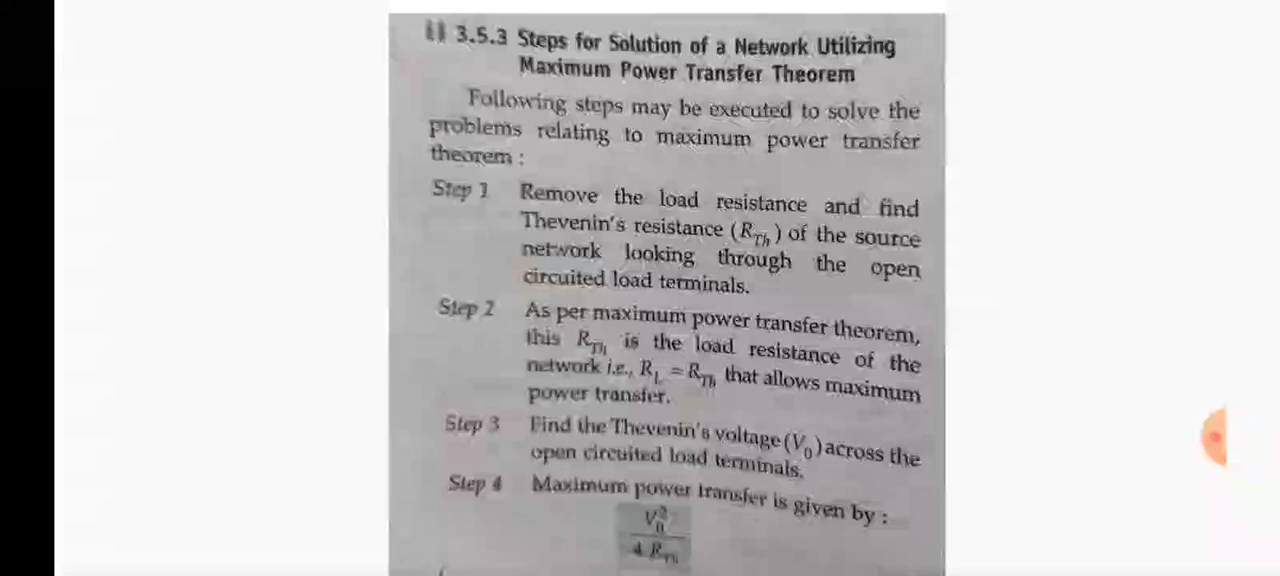 3.5.3 Steps for Solution of a Network Utilizing
Maximum Power Transfer Theorem
Following steps may be executed to solve the
problems relating to maximum power transfer
theorem :
Step 1 Remove the load resistance and find
Thevenin's resistance (R_Th) of the source
network looking through the open
circuited load terminals.
Step 2 As per maximum power transfer theorem,
this R_Th is the load resistance of the
network i.e., R_L = R_Th that allows maximum
power transfer.
Step 3 Find the Thevenin's voltage (V_0) across the
open circuited load terminals.
Step 4 Maximum power transfer is given by :
V_0^2
4 R_Th